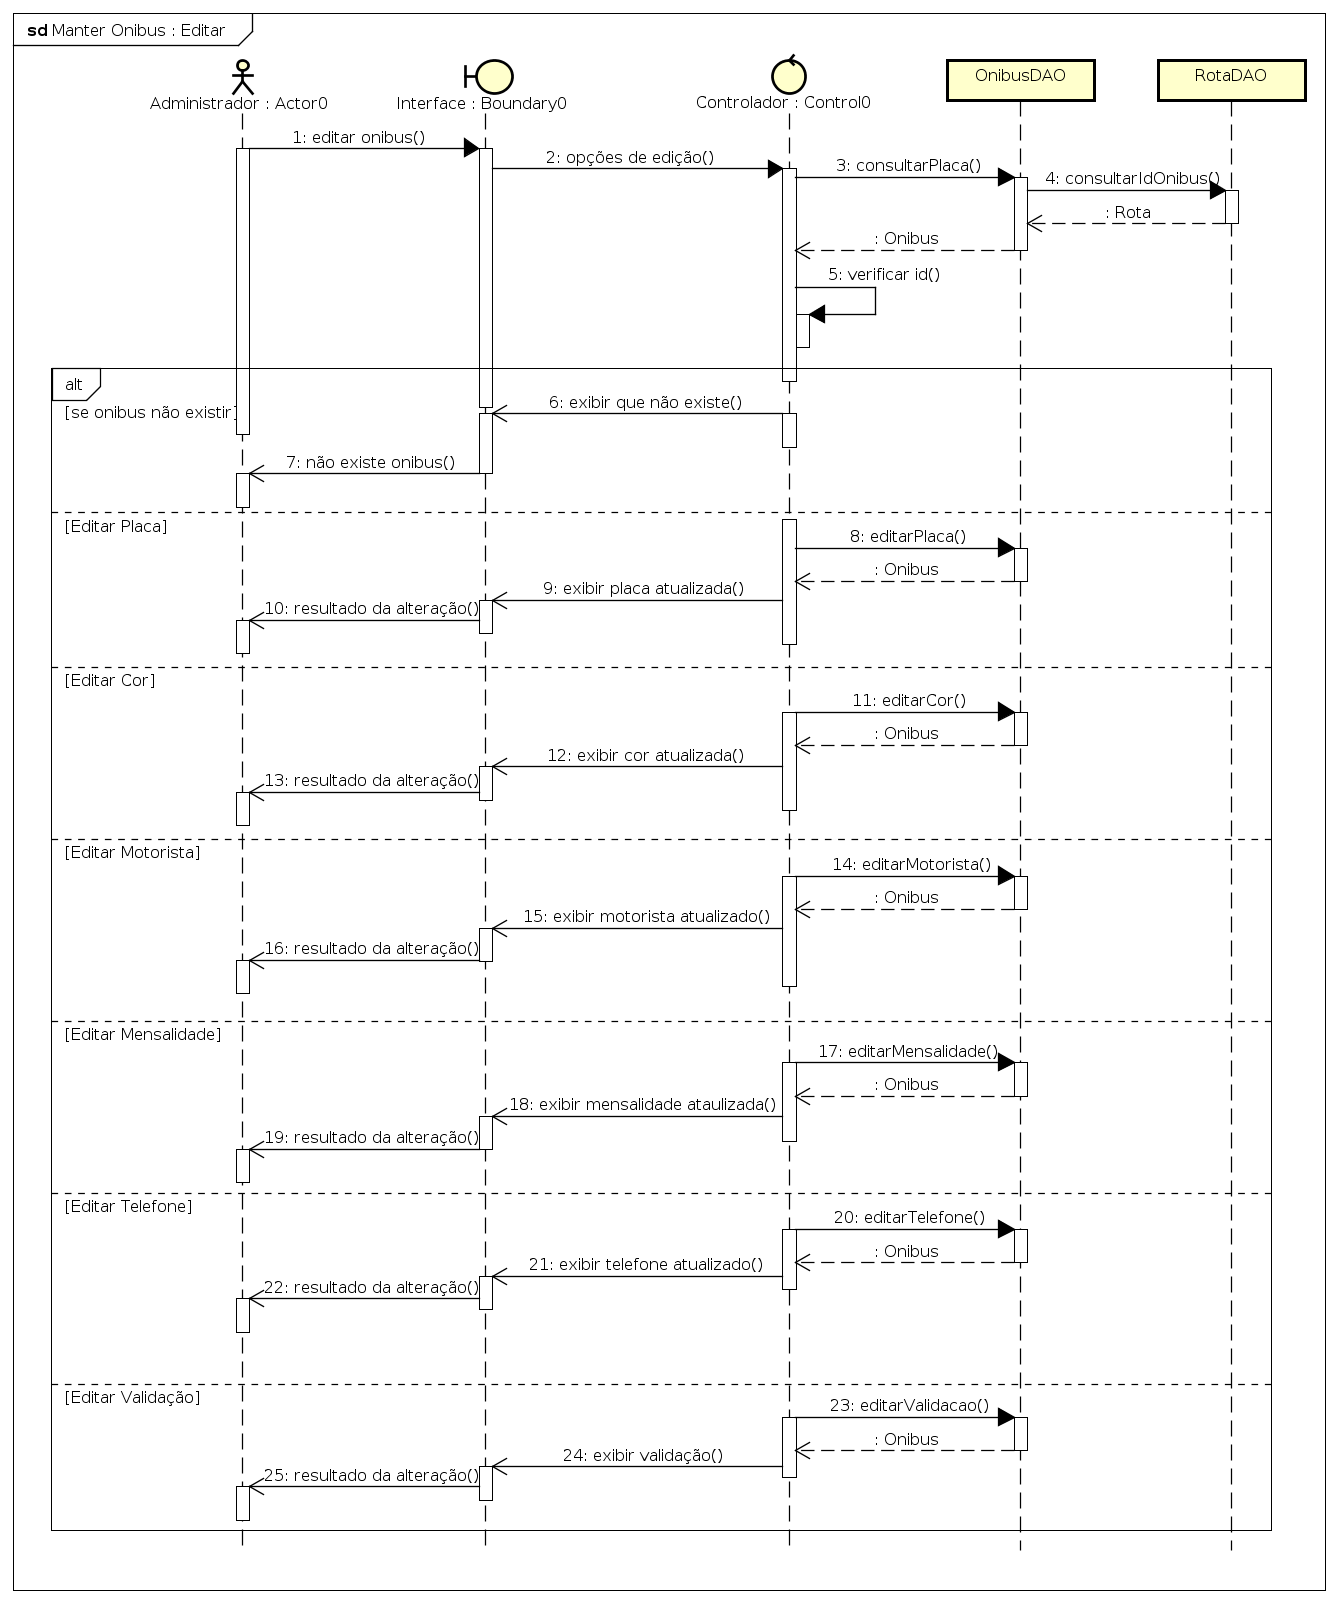 sd Manter Onibus : Editar
Administrador : Actor0
Interface : Boundary0
Controlador : Control0
OnibusDAO
RotaDAO
1: editar onibus()
2: opções de edição()
3: consultarPlaca()
4: consultarIdOnibus()
: Rota
: Onibus
5: verificar id()
alt
[se onibus não existir]
6: exibir que não existe()
7: não existe onibus()
[Editar Placa]
8: editarPlaca()
: Onibus
9: exibir placa atualizada()
10: resultado da alteração()
[Editar Cor]
11: editarCor()
: Onibus
12: exibir cor atualizada()
13: resultado da alteração()
[Editar Motorista]
14: editarMotorista()
: Onibus
15: exibir motorista atualizado()
16: resultado da alteração()
[Editar Mensalidade]
17: editarMensalidade()
: Onibus
18: exibir mensalidade ataulizada()
19: resultado da alteração()
[Editar Telefone]
20: editarTelefone()
: Onibus
21: exibir telefone atualizado()
22: resultado da alteração()
[Editar Validação]
23: editarValidacao()
: Onibus
24: exibir validação()
25: resultado da alteração()